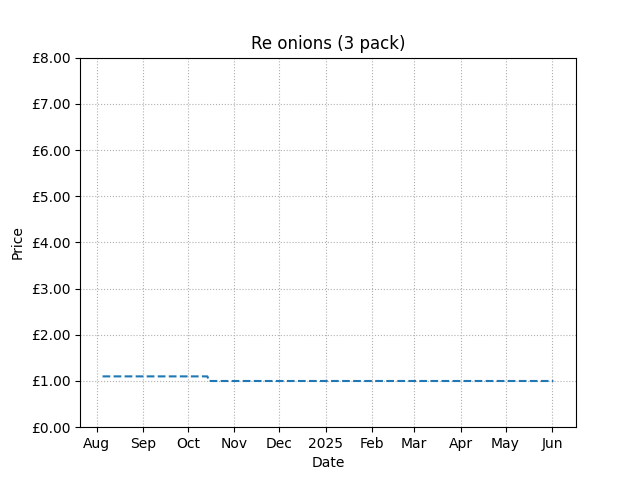 Re onions (3 pack)
£8.00
£7.00
£6.00
£5.00
£4.00
£3.00
£2.00
£1.00
£0.00
Price
Aug Sep Oct Nov Dec 2025 Feb Mar Apr May Jun
Date